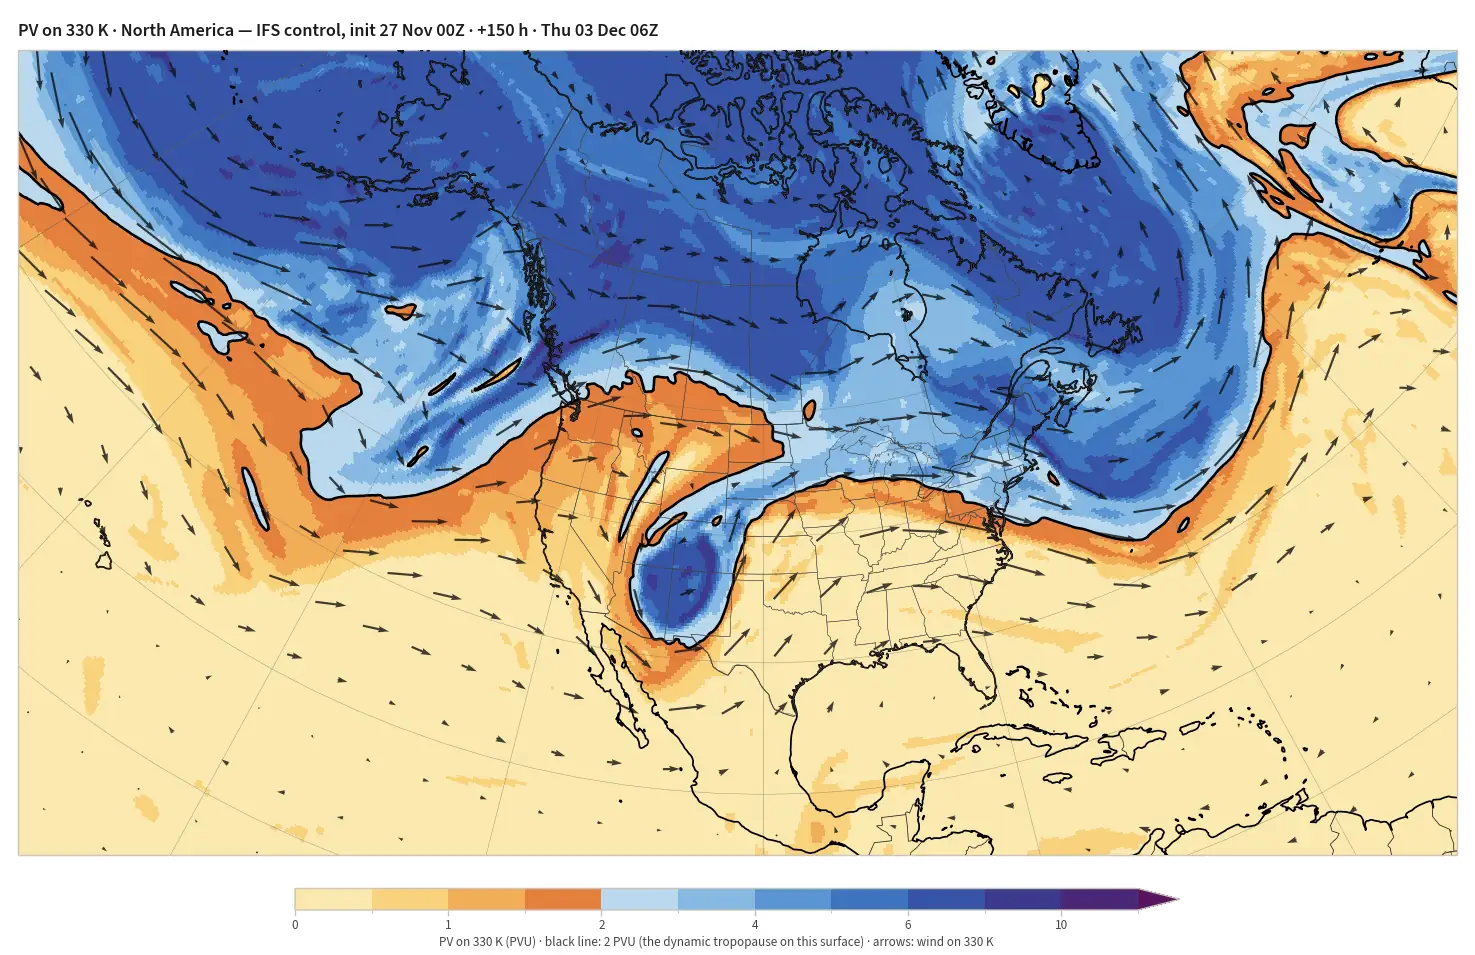 PV on 330 K · North America — IFS control, init 27 Nov 00Z · +150 h · Thu 03 Dec 06Z
0 1 2 4 6 10
PV on 330 K (PVU) · black line: 2 PVU (the dynamic tropopause on this surface) · arrows: wind on 330 K